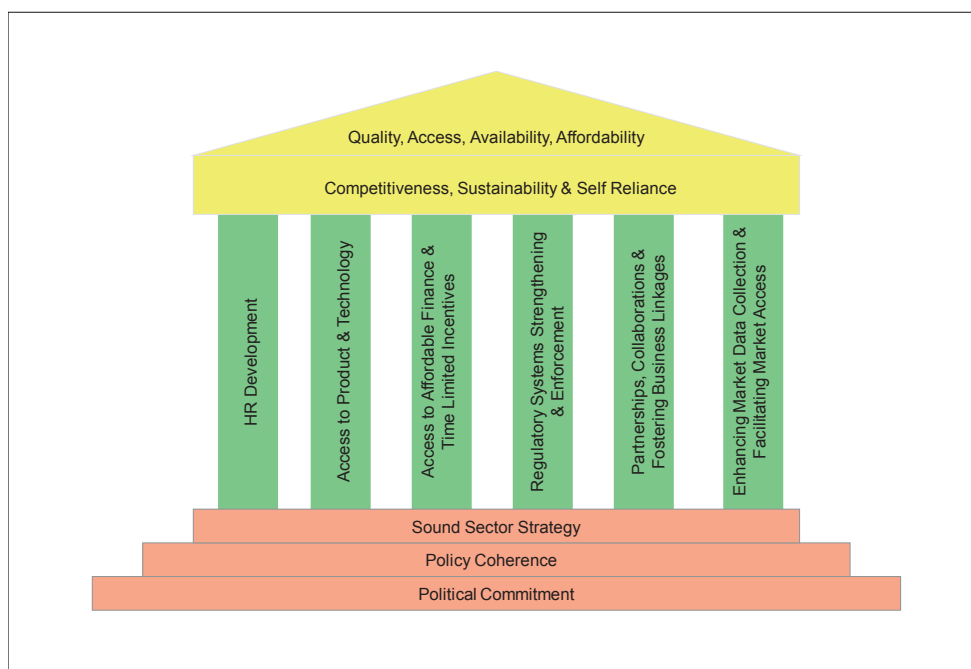 Quality, Access, Availability, Affordability
Competitiveness, Sustainability & Self Reliance
HR Development
Access to Product & Technology
Access to Affordable Finance &
Time Limited Incentives
Regulatory Systems Strengthening
& Enforcement
Partnerships, Collaborations &
Fostering Business Linkages
Enhancing Market Data Collection &
Facilitating Market Access
Sound Sector Strategy
Policy Coherence
Political Commitment